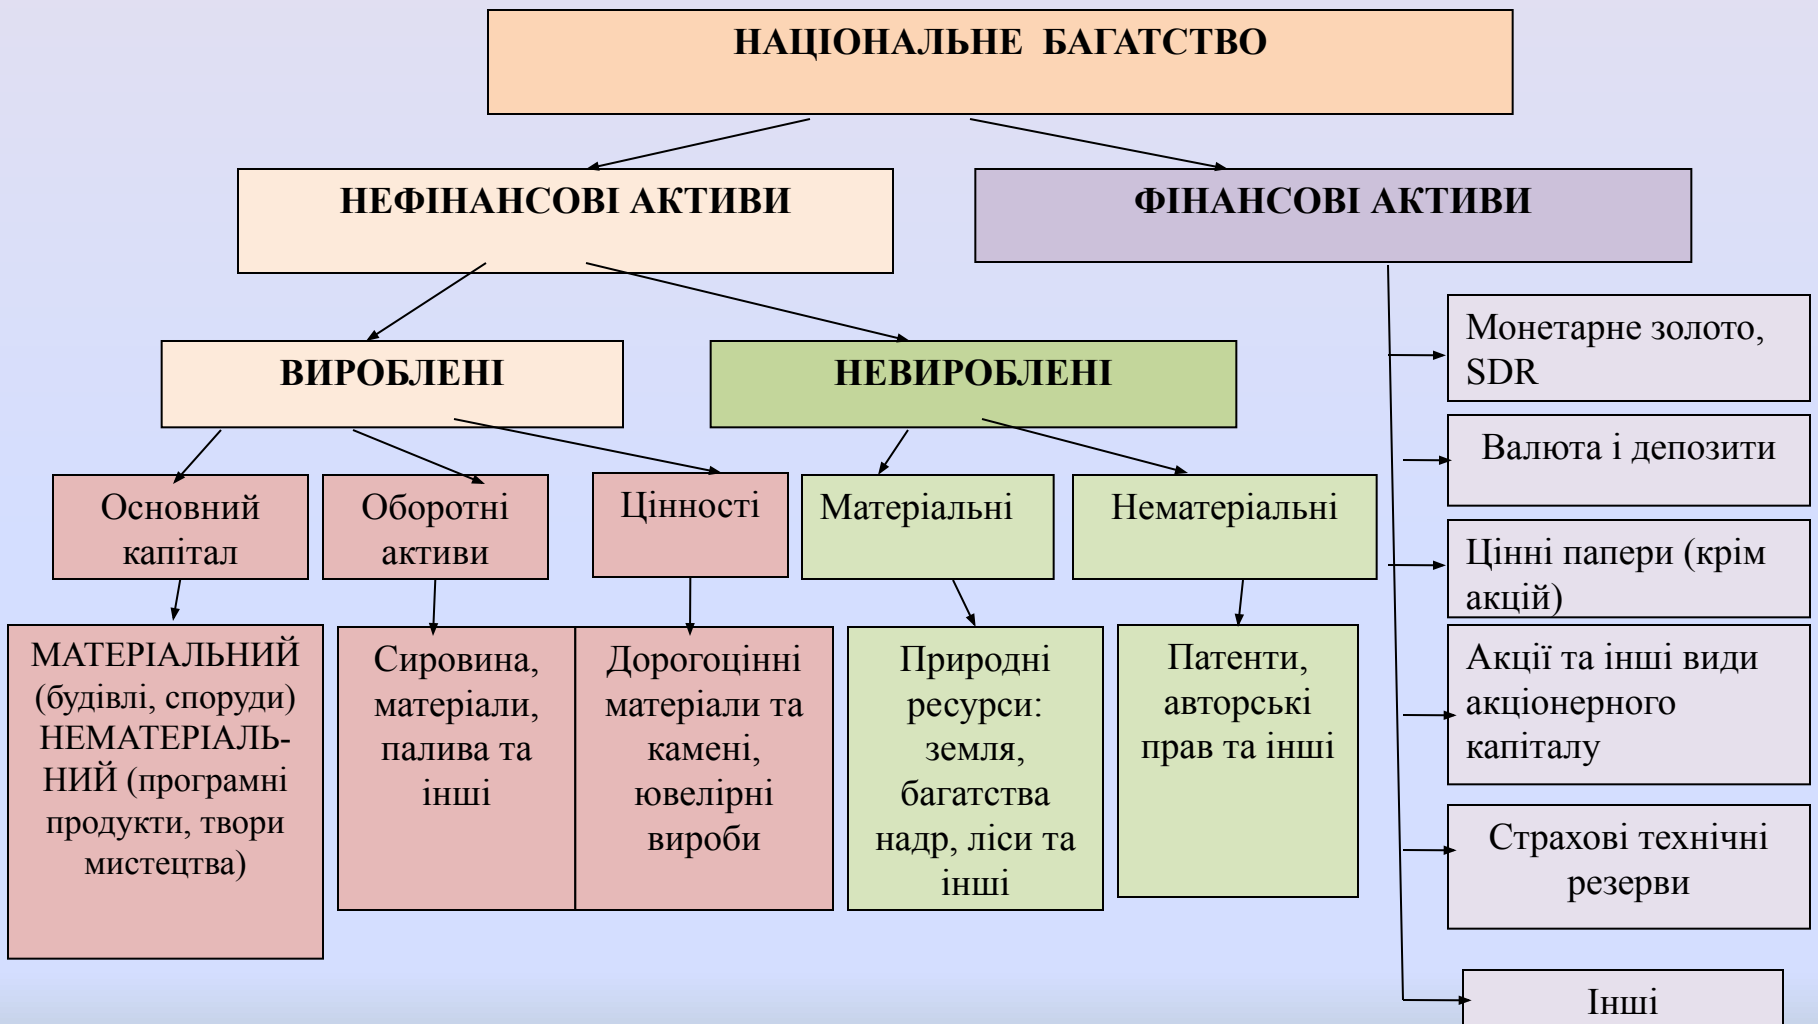 НАЦІОНАЛЬНЕ БАГАТСТВО
НЕФІНАНСОВІ АКТИВИ
ФІНАНСОВІ АКТИВИ
ВИРОБЛЕНІ
НЕВИРОБЛЕНІ
Основний
капітал
Оборотні
активи
Цінності
Матеріальні
Нематеріальні
МАТЕРІАЛЬНИЙ
(будівлі, споруди)
НЕМАТЕРІАЛЬ-
НИЙ (програмні
продукти, твори
мистецтва)
Сировина,
матеріали,
палива та
інші
Дорогоцінні
матеріали та
камені,
ювелірні
вироби
Природні
ресурси:
земля,
багатства
надр, ліси та
інші
Патенти,
авторські
прав та інші
Монетарне золото,
SDR
Валюта і депозити
Цінні папери (крім
акцій)
Акції та інші види
акціонерного
капіталу
Страхові технічні
резерви
Інші